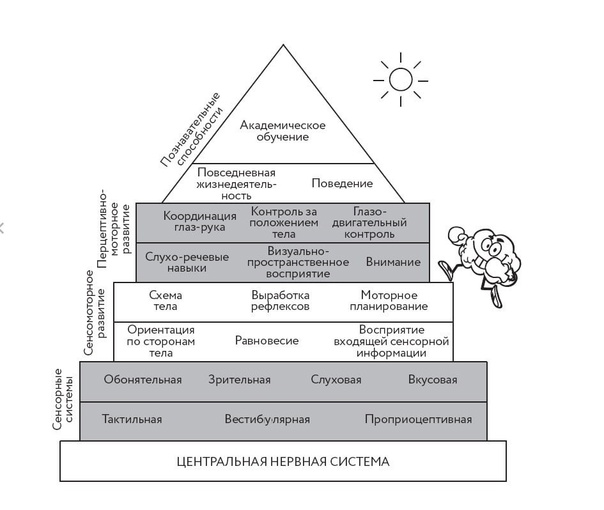 Познавательные
способности
Академическое
обучение
Повседневная
жизнедеятель-
ность
Поведение
Перцептивно-
моторное
развитие
Координация
глаз-рука
Контроль за
положением
тела
Глазо-
двигательный
контроль
Слухо-речевые
навыки
Визуально-
пространственное
восприятие
Внимание
Сенсомоторное
развитие
Схема
тела
Выработка
рефлексов
Моторное
планирование
Ориентация
по сторонам
тела
Равновесие
Восприятие
входящей сенсорной
информации
Сенсорные
системы
Обонятельная
Зрительная
Слуховая
Вкусовая
Тактильная
Вестибулярная
Проприоцептивная
ЦЕНТРАЛЬНАЯ НЕРВНАЯ СИСТЕМА